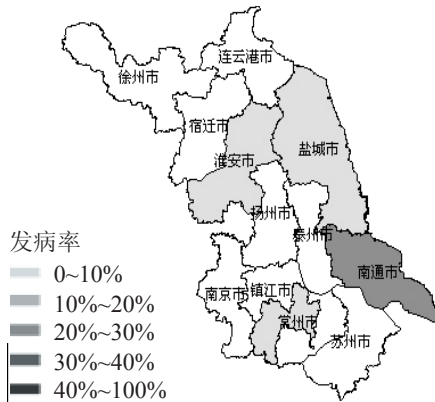 连云港市
徐州市
宿迁市
盐城市
淮安市
扬州市
泰州市
南通市
南京市
镇江市
常州市
苏州市
发病率
0~10%
10%~20%
20%~30%
30%~40%
40%~100%